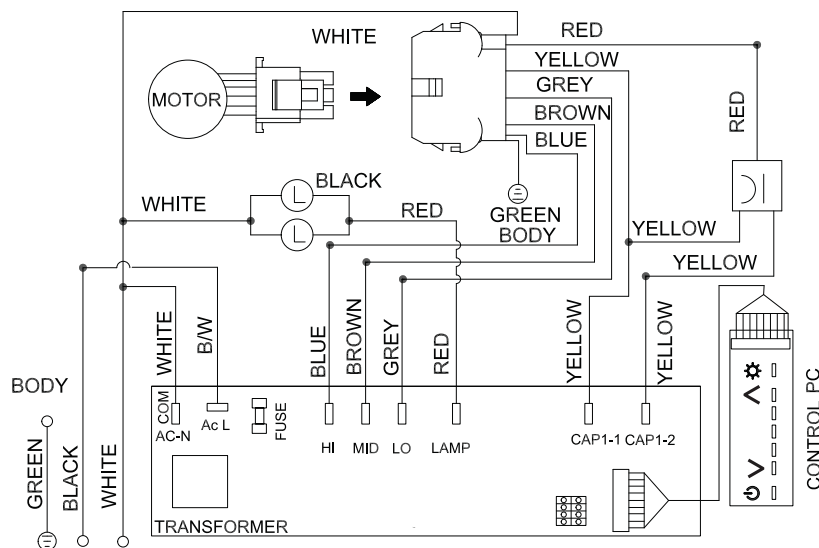 RED
WHITE
YELLOW
GREY
MOTOR
BROWN
RED
BLUE
BLACK
WHITE
RED
GREEN
BODY
YELLOW
YELLOW
WHITE
B/W
BLUE
BROWN
GREY
RED
YELLOW
YELLOW
BODY
COM
AC-N
Ac L
FUSE
HI
MID
LO
LAMP
CAP1-1
CAP1-2
CONTROL PC
GREEN
BLACK
WHITE
TRANSFORMER
L
L